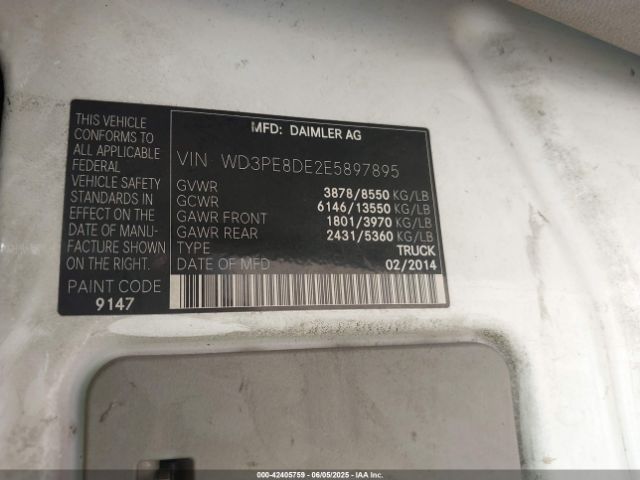 THIS VEHICLE
CONFORMS TO
ALL APPLICABLE
FEDERAL
VEHICLE SAFETY
STANDARDS IN
EFFECT ON THE
DATE OF MANU-
FACTURE SHOWN
ON THE RIGHT.
PAINT CODE
9147
MFD: DAIMLER AG
VIN WD3PE8DE2E5897895
GVWR 3878/8550 KG/LB
GCWR 6146/13550 KG/LB
GAWR FRONT 1801/3970 KG/LB
GAWR REAR 2431/5360 KG/LB
TYPE TRUCK
DATE OF MFD 02/2014
000-42405759 - 06/05/2025 - IAA Inc.